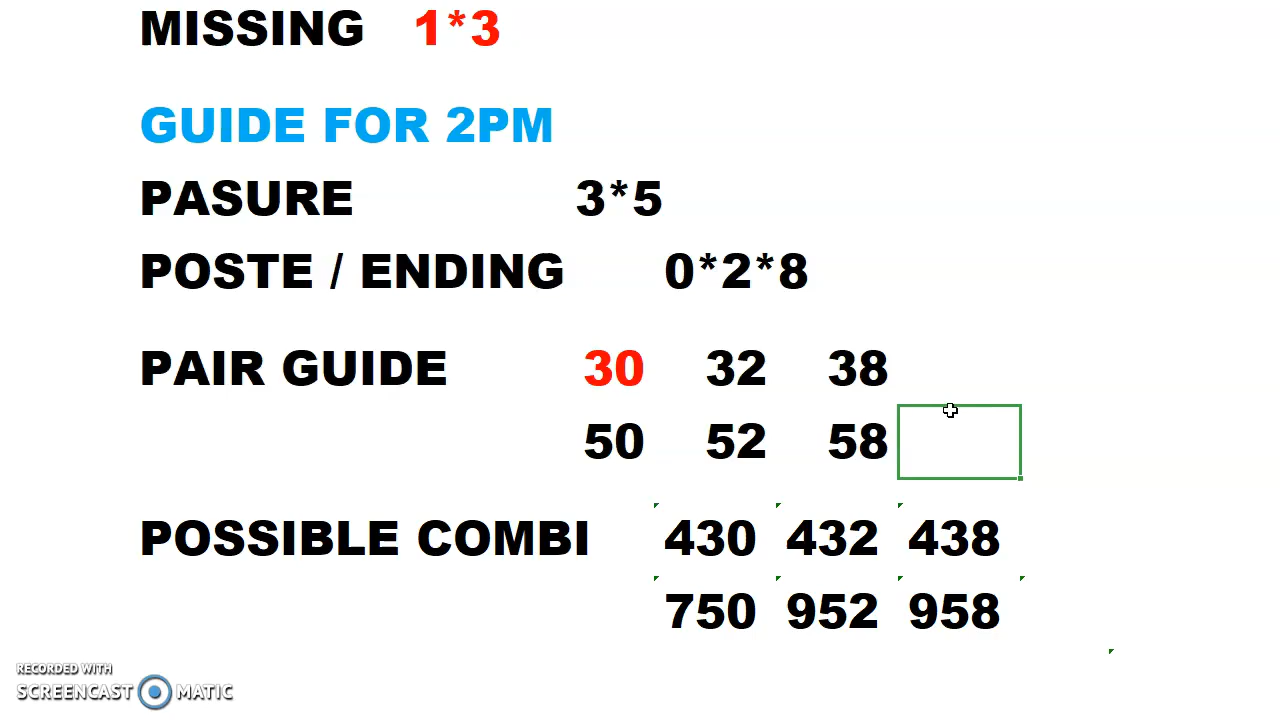 MISSING 1*3
GUIDE FOR 2PM
PASURE 3*5
POSTE / ENDING 0*2*8
PAIR GUIDE 30 32 38
50 52 58
POSSIBLE COMBI 430 432 438
750 952 958
RECORDED WITH
SCREENCAST MATIC